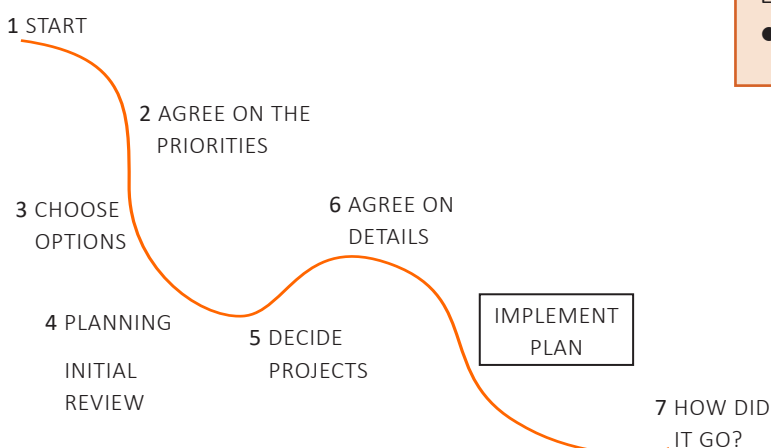 1 START
2 AGREE ON THE
PRIORITIES
3 CHOOSE
OPTIONS
6 AGREE ON
DETAILS
4 PLANNING
INITIAL
REVIEW
5 DECIDE
PROJECTS
IMPLEMENT
PLAN
7 HOW DID
IT GO?